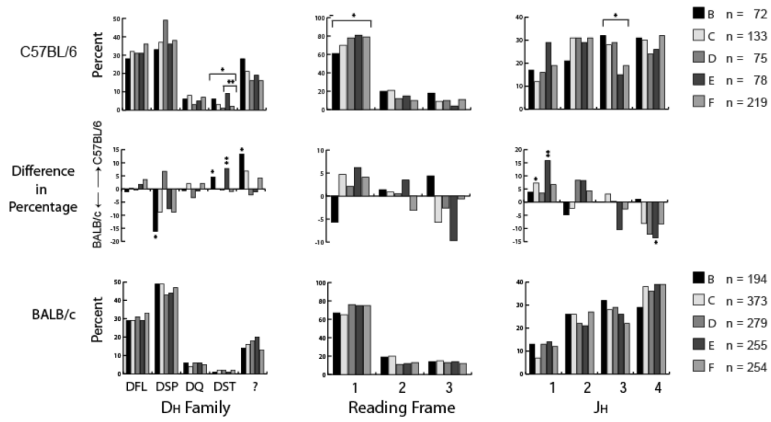 C57BL/6
Percent
50
40
30
20
10
0
*
**
100
80
60
40
20
0
*
40
30
20
10
0
*
B n = 72
C n = 133
D n = 75
E n = 78
F n = 219
Difference
in
Percentage
BALB/c ← → C57BL/6
15
10
5
0
-5
-10
-15
-20
*
*
**
*
10
5
0
-5
-10
20
15
10
5
0
-5
-10
-15
*
**
*
BALB/c
Percent
50
40
30
20
10
0
DFL DSP DQ DST ?
DH Family
100
80
60
40
20
0
1 2 3
Reading Frame
40
20
0
1 2 3 4
JH
B n = 194
C n = 373
D n = 279
E n = 255
F n = 254